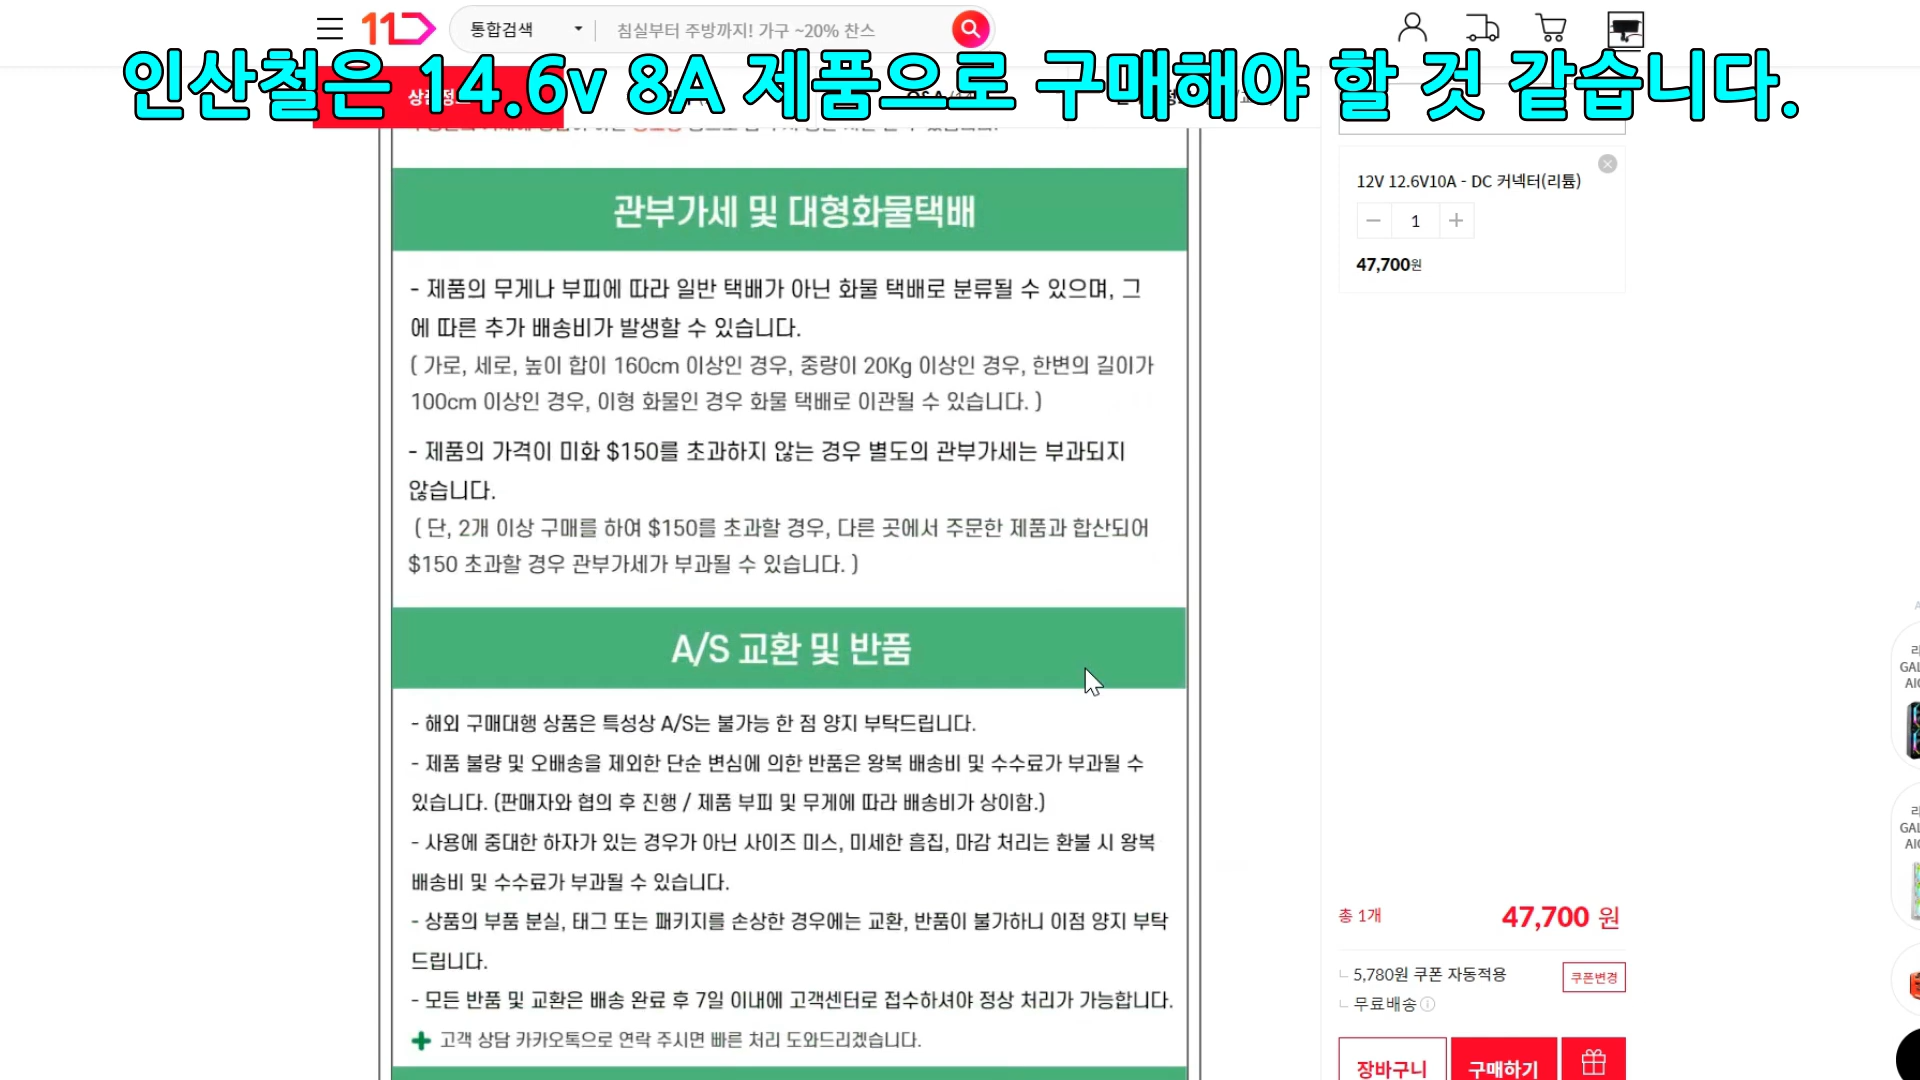 11
통합검색
침실부터 주방까지! 가구 ~20% 찬스
인산철은 14.6v 8A 제품으로 구매해야 할 것 같습니다.
관부가세 및 대형화물택배
- 제품의 무게나 부피에 따라 일반 택배가 아닌 화물 택배로 분류될 수 있으며, 그
에 따른 추가 배송비가 발생할 수 있습니다.
( 가로, 세로, 높이 합이 160cm 이상인 경우, 중량이 20Kg 이상인 경우, 한변의 길이가
100cm 이상인 경우, 이형 화물인 경우 화물 택배로 이관될 수 있습니다. )
- 제품의 가격이 미화 $150를 초과하지 않는 경우 별도의 관부가세는 부과되지
않습니다.
( 단, 2개 이상 구매를 하여 $150를 초과할 경우, 다른 곳에서 주문한 제품과 합산되어
$150 초과할 경우 관부가세가 부과될 수 있습니다. )
A/S 교환 및 반품
- 해외 구매대행 상품은 특성상 A/S는 불가능 한 점 양지 부탁드립니다.
- 제품 불량 및 오배송을 제외한 단순 변심에 의한 반품은 왕복 배송비 및 수수료가 부과될 수
있습니다. (판매자와 협의 후 진행 / 제품 부피 및 무게에 따라 배송비가 상이함.)
- 사용에 중대한 하자가 있는 경우가 아닌 사이즈 미스, 미세한 흠집, 마감 처리는 환불 시 왕복
배송비 및 수수료가 부과될 수 있습니다.
- 상품의 부품 분실, 태그 또는 패키지를 손상한 경우에는 교환, 반품이 불가하니 이점 양지 부탁
드립니다.
- 모든 반품 및 교환은 배송 완료 후 7일 이내에 고객센터로 접수하셔야 정상 처리가 가능합니다.
고객 상담 카카오톡으로 연락 주시면 빠른 처리 도와드리겠습니다.
12V 12.6V10A - DC 커넥터(리튬)
1
47,700원
총 1개
47,700 원
5,780원 쿠폰 자동적용
쿠폰변경
무료배송
장바구니
구매하기